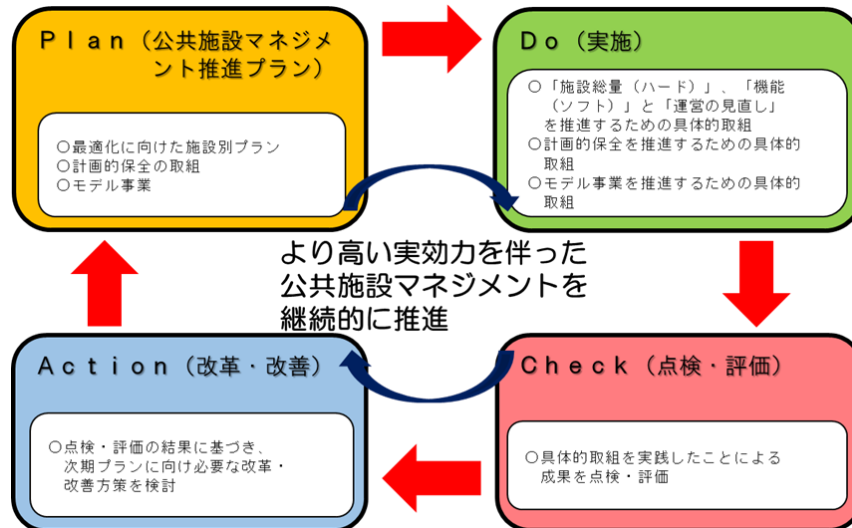 Ｐｌａｎ（公共施設マネジメ
ント推進プラン）
○最適化に向けた施設別プラン
○計画的保全の取組
○モデル事業
Ｄｏ（実施）
○「施設総量（ハード）」、「機能
（ソフト）」と「運営の見直し」
を推進するための具体的取組
○計画的保全を推進するための具体的
取組
○モデル事業を推進するための具体的
取組
より高い実効力を伴った
公共施設マネジメントを
継続的に推進
Ａｃｔｉｏｎ（改革・改善）
○点検・評価の結果に基づき、
次期プランに向け必要な改革・
改善方策を検討
Ｃｈｅｃｋ（点検・評価）
○具体的取組を実践したことによる
成果を点検・評価